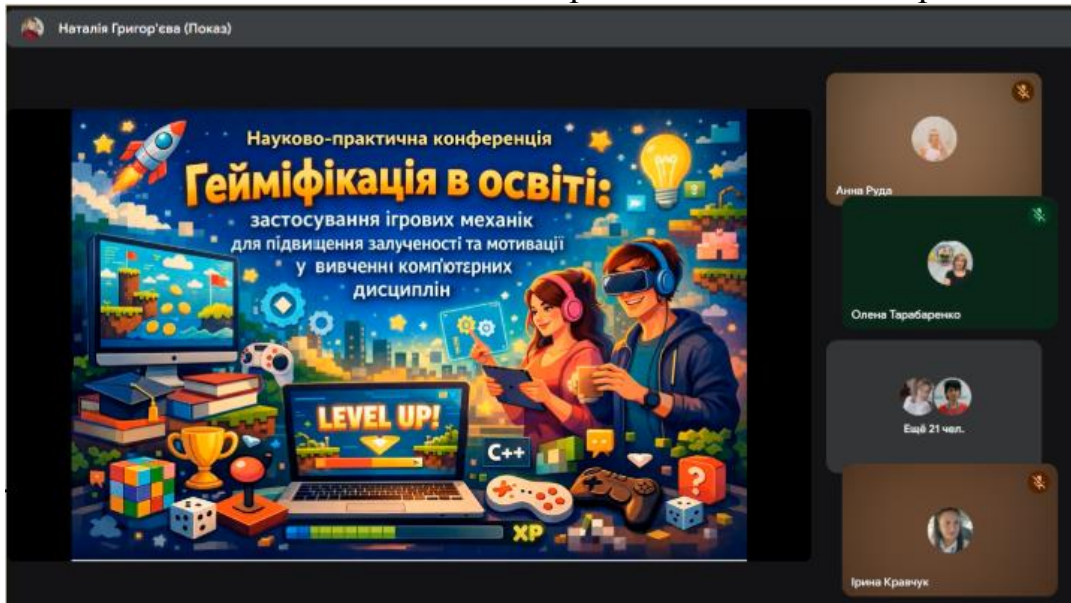 Наталія Григор'єва (Показ)
Науково-практична конференція
Гейміфікація в освіті:
застосування ігрових механік
для підвищення залученості та мотивації
у вивченні комп'ютерних
дисциплін
LEVEL UP!
C++
?
?
XP
Анна Руда
Олена Тарабаренко
Ещё 21 чел.
Ірина Кравчук